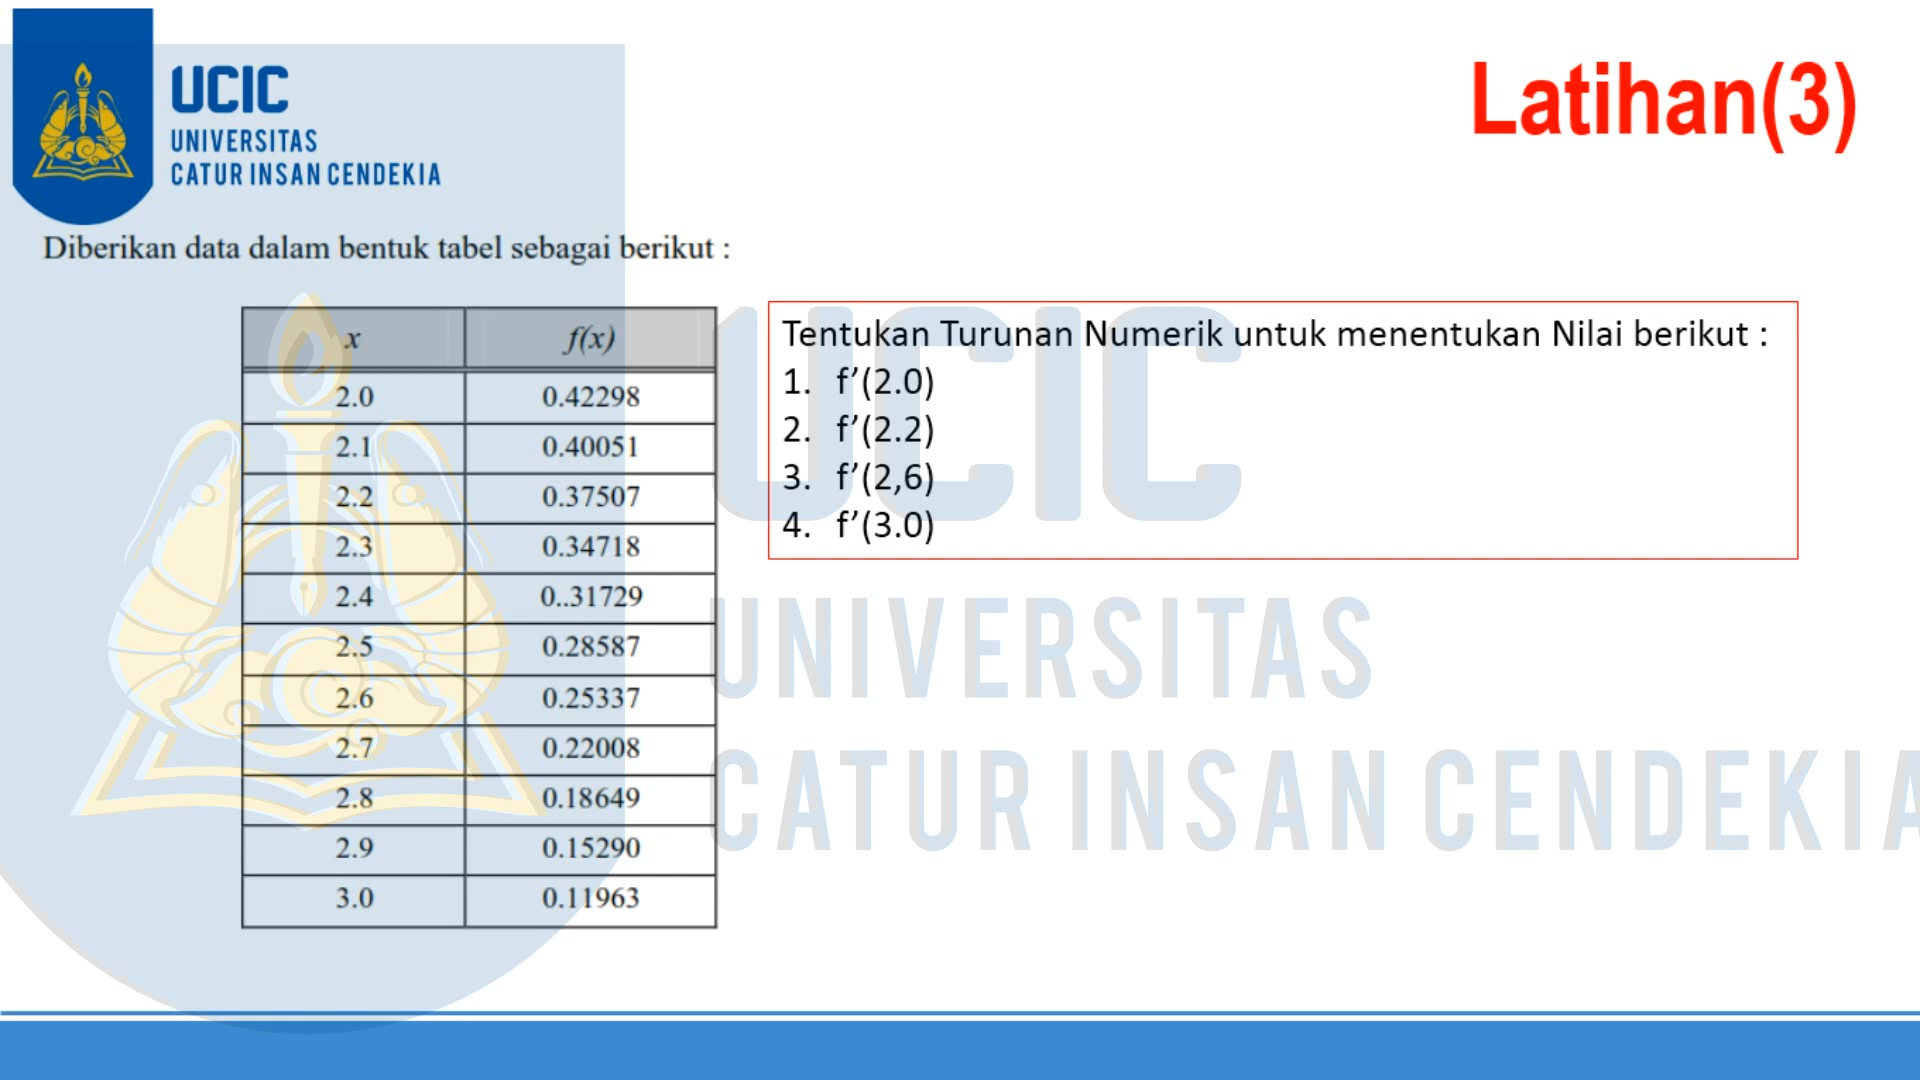 UCIC
UNIVERSITAS
CATUR INSAN CENDEKIA
Latihan(3)
Diberikan data dalam bentuk tabel sebagai berikut :
x f(x)
2.0 0.42298
2.1 0.40051
2.2 0.37507
2.3 0.34718
2.4 0..31729
2.5 0.28587
2.6 0.25337
2.7 0.22008
2.8 0.18649
2.9 0.15290
3.0 0.11963
Tentukan Turunan Numerik untuk menentukan Nilai berikut :
1. f’(2.0)
2. f’(2.2)
3. f’(2,6)
4. f’(3.0)
UCIC
UNIVERSITAS
CATUR INSAN CENDEKIA